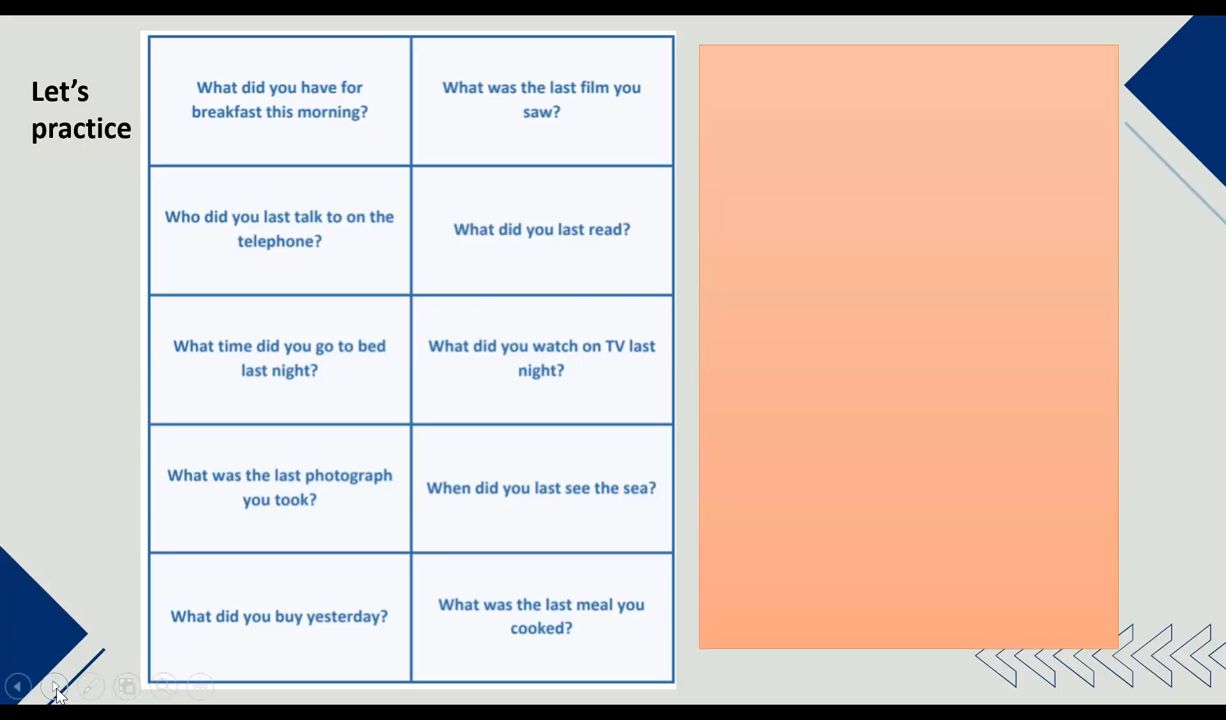 Let's
practice
What did you have for
breakfast this morning?
What was the last film you
saw?
Who did you last talk to on the
telephone?
What did you last read?
What time did you go to bed
last night?
What did you watch on TV last
night?
What was the last photograph
you took?
When did you last see the sea?
What did you buy yesterday?
What was the last meal you
cooked?